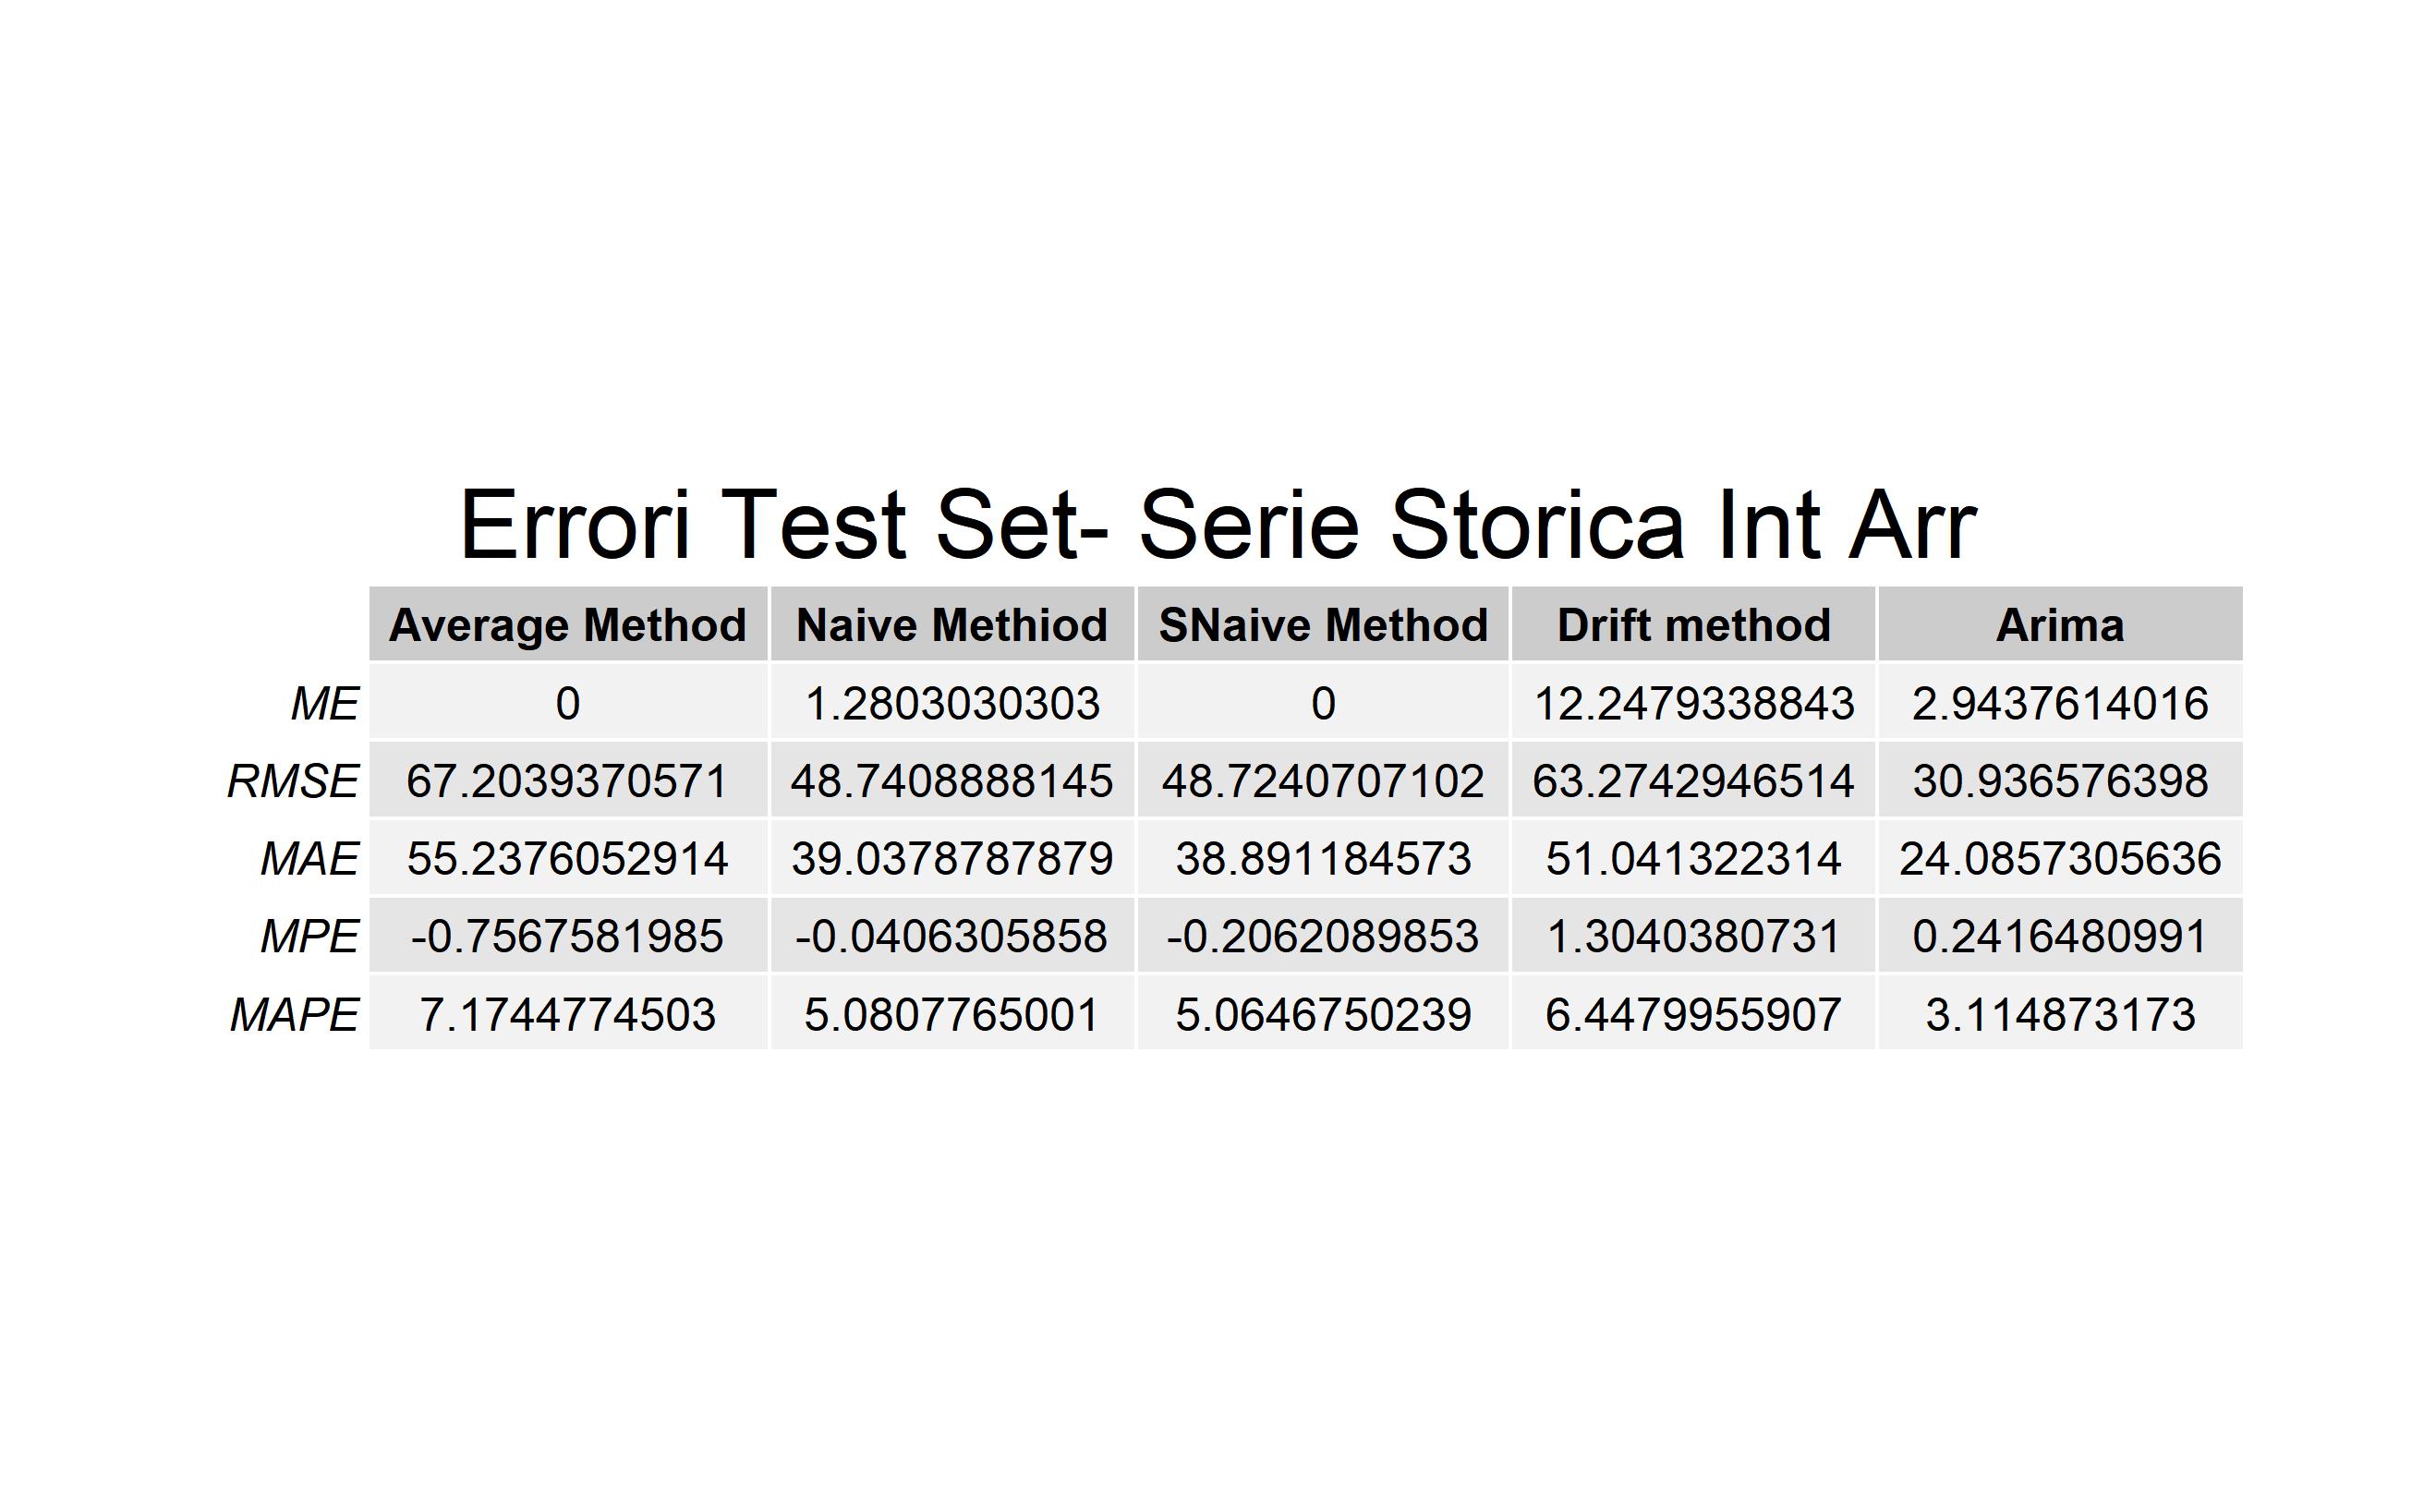 Errori Test Set- Serie Storica Int Arr
Average Method Naive Methiod SNaive Method Drift method Arima
ME 0 1.2803030303 0 12.2479338843 2.9437614016
RMSE 67.2039370571 48.7408888145 48.7240707102 63.2742946514 30.936576398
MAE 55.2376052914 39.0378787879 38.891184573 51.041322314 24.0857305636
MPE -0.7567581985 -0.0406305858 -0.2062089853 1.3040380731 0.2416480991
MAPE 7.1744774503 5.0807765001 5.0646750239 6.4479955907 3.114873173